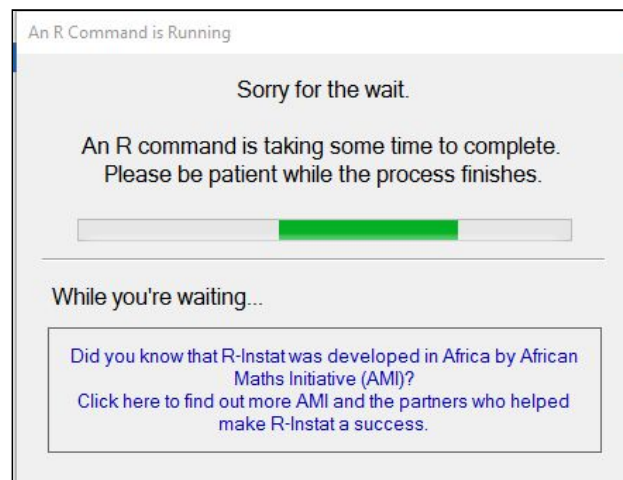 An R Command is Running
Sorry for the wait.
An R command is taking some time to complete.
Please be patient while the process finishes.
While you're waiting...
Did you know that R-Instat was developed in Africa by African
Maths Initiative (AMI)?
Click here to find out more AMI and the partners who helped
make R-Instat a success.